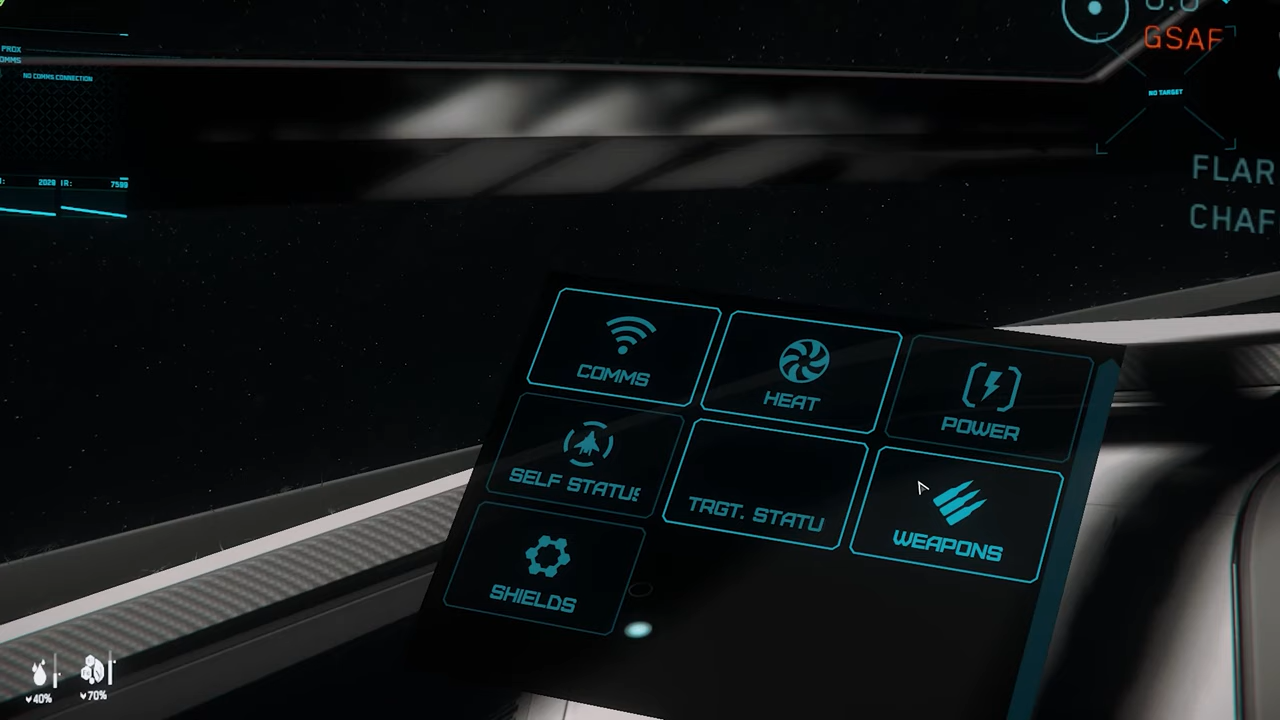 PROX
COMMS
NO COMMS CONNECTION
2020 IR: 7599
GSAF
NO TARGET
FLAR
CHAF
COMMS
HEAT
POWER
SELF STATUS
TRGT. STATU
WEAPONS
SHIELDS
40%
70%